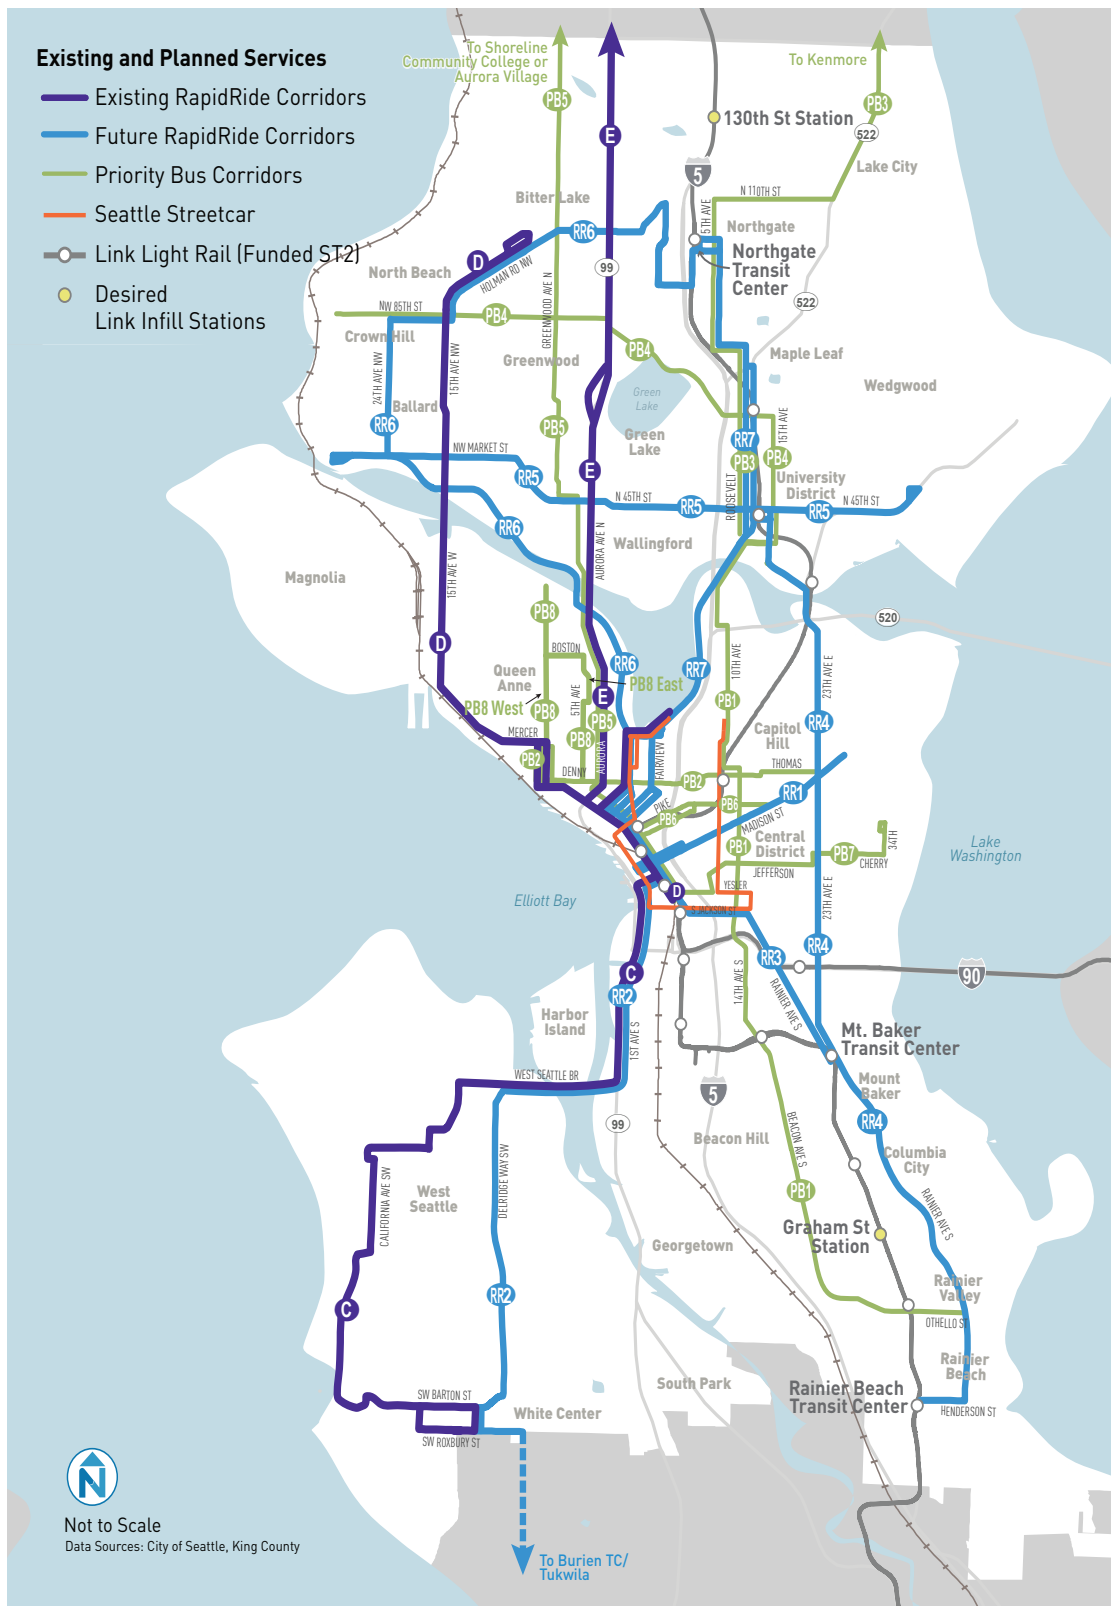 Existing and Planned Services
Existing RapidRide Corridors
Future RapidRide Corridors
Priority Bus Corridors
Seattle Streetcar
Link Light Rail (Funded ST2)
Desired
Link Infill Stations
To Shoreline
Community College or
Aurora Village
To Kenmore
PB5
PB3
E
130th St Station
522
5
Lake City
N 110TH ST
Bitter Lake
5TH AVE
Northgate
RR6
D
Northgate
Transit
Center
North Beach
HOLMAN RD NW
99
GREENWOOD AVE N
522
NW 85TH ST
PB4
Crown Hill
PB4
Greenwood
Maple Leaf
24TH AVE NW
15TH AVE NW
Wedgwood
Green
Lake
Ballard
RR6
PB5
Green
Lake
RR7
15TH AVE
NW MARKET ST
PB3
PB4
E
RR5
ROOSEVELT
University
District
N 45TH ST
RR5
RR5
N 45TH ST
RR6
AURORA AVE N
Wallingford
Magnolia
15TH AVE W
PB8
520
D
BOSTON
10TH AVE
23TH AVE E
RR6
RR7
Queen
Anne
PB8 East
5TH AVE
E
PB8 West
PB8
PB1
PB5
RR4
MERCER
PB8
Capitol
Hill
PB2
AURORA
FAIRVIEW
DENNY
THOMAS
PB2
RR1
PIKE
PB6
PB6
MADISON ST
Central
District
34TH
Lake
Washington
PB1
PB7
CHERRY
JEFFERSON
D
YESLER
23TH AVE E
Elliott Bay
S JACKSON ST
RR4
RR3
C
90
14TH AVE S
RAINIER AVE S
RR2
Harbor
Island
1ST AVE S
Mt. Baker
Transit Center
WEST SEATTLE BR
Mount
Baker
5
99
RR4
BEACON AVE S
Beacon Hill
Columbia
City
DELRIDGE WAY SW
CALIFORNIA AVE SW
West
Seattle
PB1
RAINIER AVE S
Graham St
Station
Georgetown
Rainier
Valley
RR2
C
OTHELLO ST
Rainier
Beach
South Park
Rainier Beach
Transit Center
SW BARTON ST
White Center
HENDERSON ST
SW ROXBURY ST
N
Not to Scale
Data Sources: City of Seattle, King County
To Burien TC/
Tukwila